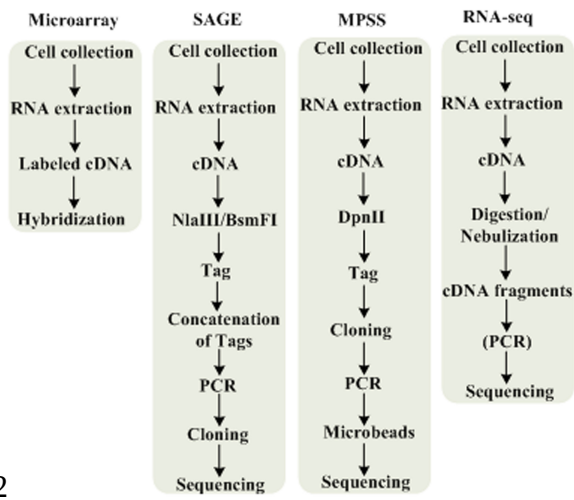 Microarray
Cell collection
RNA extraction
Labeled cDNA
Hybridization
SAGE
Cell collection
RNA extraction
cDNA
NlaIII/BsmFI
Tag
Concatenation
of Tags
PCR
Cloning
Sequencing
MPSS
Cell collection
RNA extraction
cDNA
DpnII
Tag
Cloning
PCR
Microbeads
Sequencing
RNA-seq
Cell collection
RNA extraction
cDNA
Digestion/
Nebulization
cDNA fragments
(PCR)
Sequencing
2